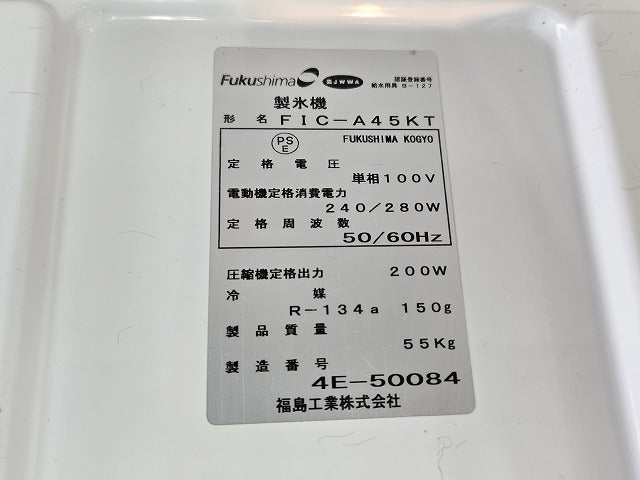 Fukushima JWWA 認証登録番号
給水用具 B-127
製氷機
形名 FIC-A45KT
PS E FUKUSHIMA KOGYO
定格電圧
単相100V
電動機定格消費電力
240/280W
定格周波数
50/60Hz
圧縮機定格出力 200W
冷媒
R-134a 150g
製品質量
55Kg
製造番号
4E-50084
福島工業株式会社